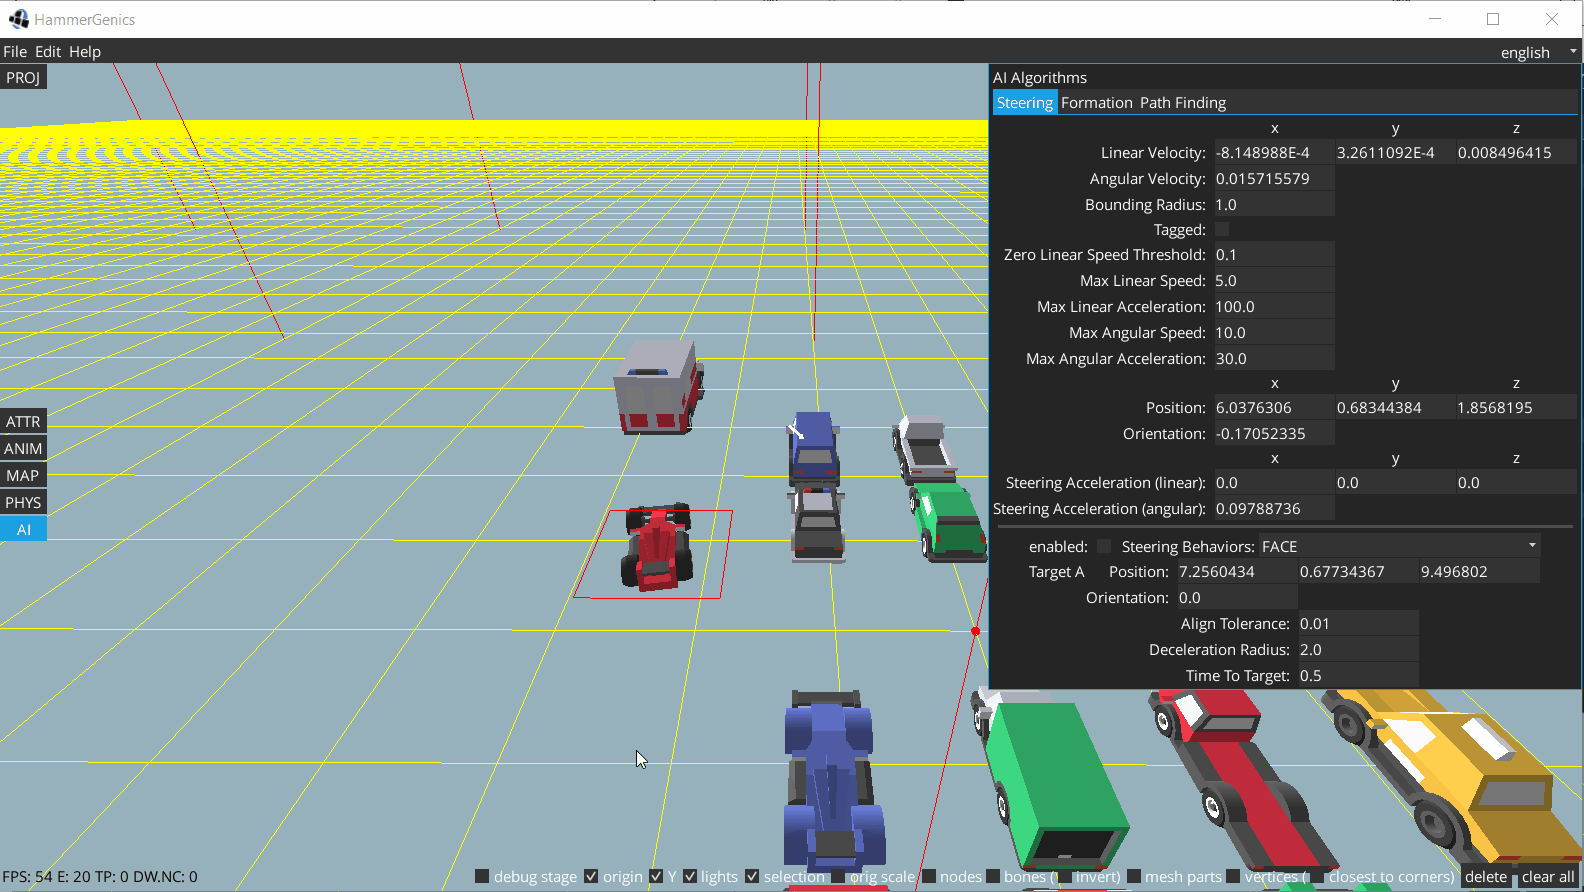 HammerGenics
File Edit Help
english
PROJ
AI Algorithms
Steering Formation Path Finding
x y z
Linear Velocity: -8.148988E-4 3.2611092E-4 0.008496415
Angular Velocity: 0.015715579
Bounding Radius: 1.0
Tagged:
Zero Linear Speed Threshold: 0.1
Max Linear Speed: 5.0
Max Linear Acceleration: 100.0
Max Angular Speed: 10.0
Max Angular Acceleration: 30.0
x y z
Position: 6.0376306 0.68344384 1.8568195
Orientation: -0.17052335
x y z
Steering Acceleration (linear): 0.0 0.0 0.0
Steering Acceleration (angular): 0.09788736
enabled: Steering Behaviors: FACE
Target A Position: 7.2560434 0.67734367 9.496802
Orientation: 0.0
Align Tolerance: 0.01
Deceleration Radius: 2.0
Time To Target: 0.5
ATTR
ANIM
MAP
PHYS
AI
FPS: 54 E: 20 TP: 0 DW.NC: 0
debug stage origin Y lights selection orig scale nodes bones ( invert) mesh parts vertices ( closest to corners) delete clear all